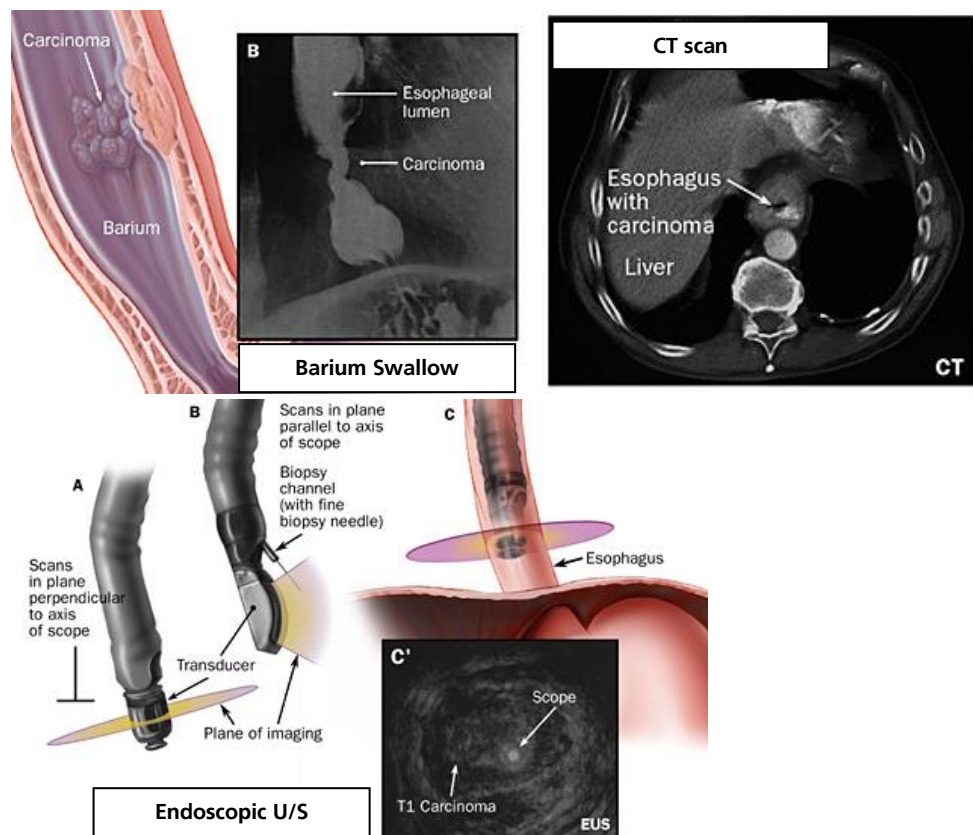 Carcinoma
Barium
B
Esophageal
lumen
Carcinoma
Barium Swallow
CT scan
Esophagus
with
carcinoma
Liver
CT
A
Scans
in plane
perpendicular
to axis
of scope
B
Scans in plane
parallel to axis
of scope
Biopsy
channel
(with fine
biopsy needle)
Transducer
Plane of imaging
C
Esophagus
C'
Scope
T1 Carcinoma
EUS
Endoscopic U/S